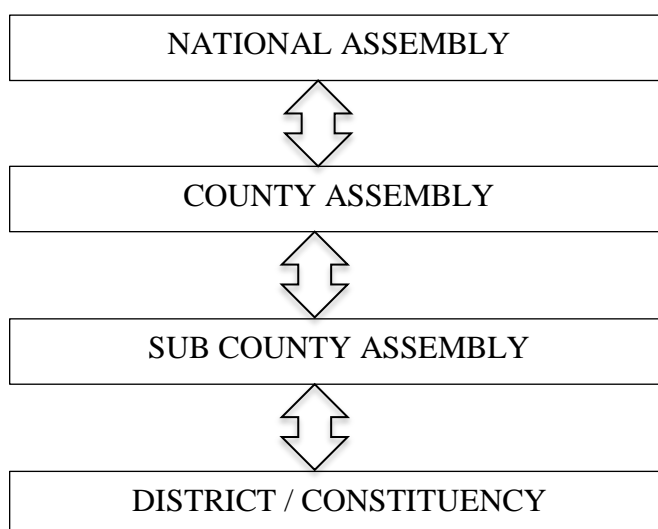 NATIONAL ASSEMBLY
COUNTY ASSEMBLY
SUB COUNTY ASSEMBLY
DISTRICT / CONSTITUENCY